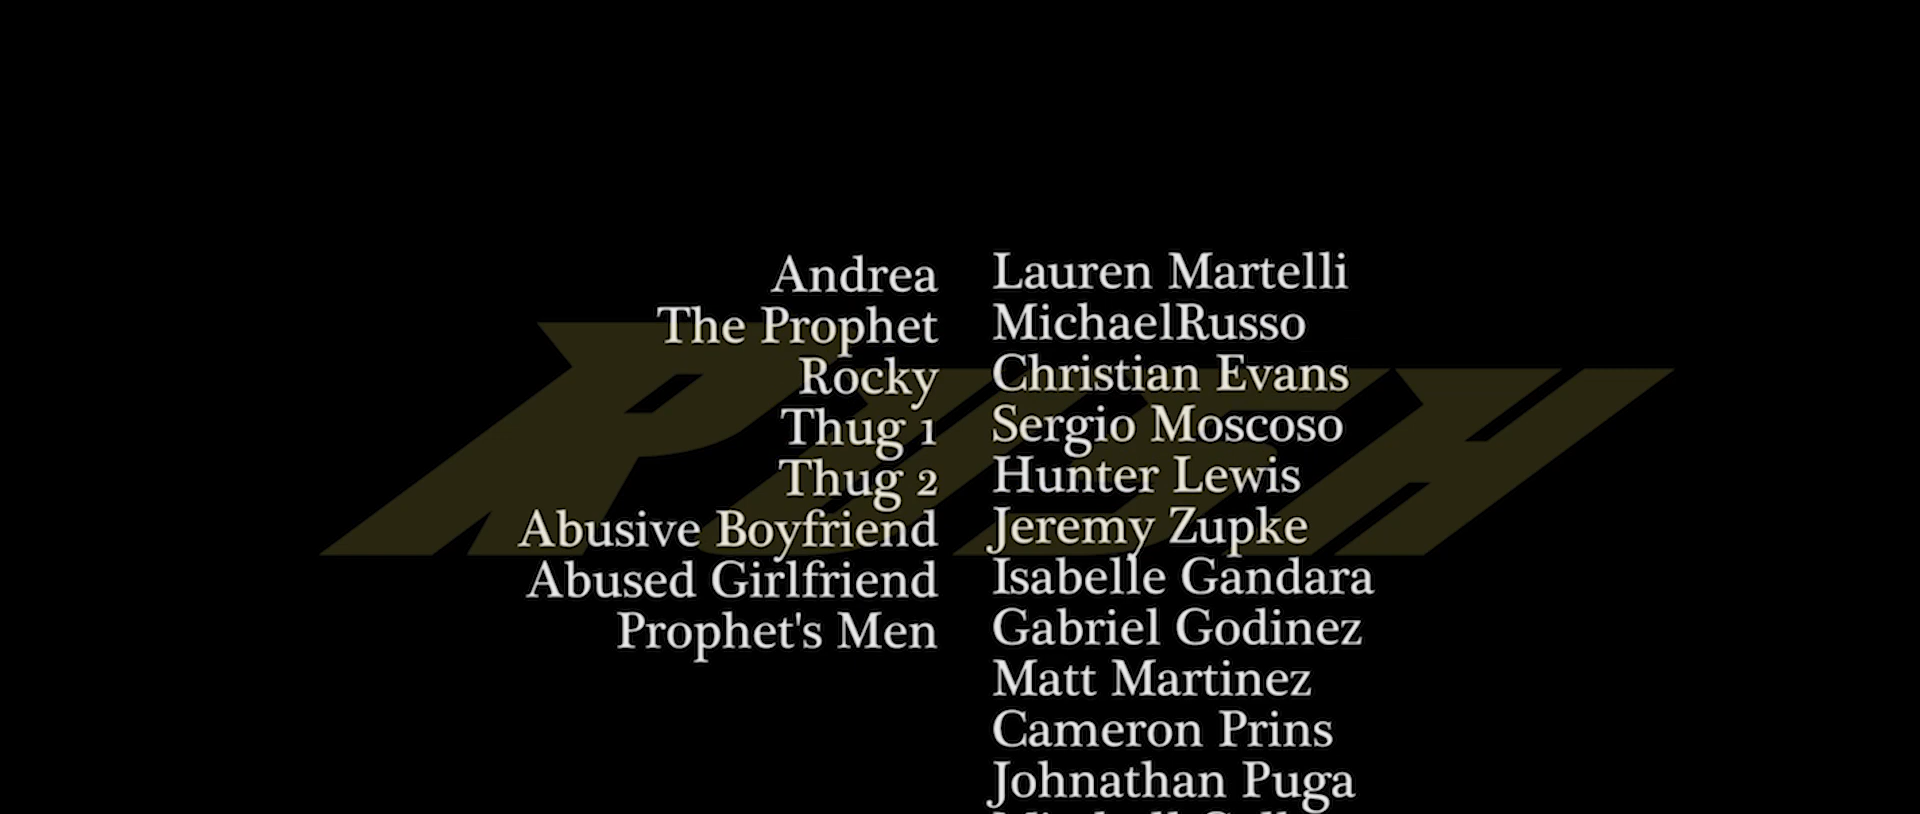 Andrea Lauren Martelli
The Prophet MichaelRusso
Rocky Christian Evans
Thug 1 Sergio Moscoso
Thug 2 Hunter Lewis
Abusive Boyfriend Jeremy Zupke
Abused Girlfriend Isabelle Gandara
Prophet's Men Gabriel Godinez
Matt Martinez
Cameron Prins
Johnathan Puga